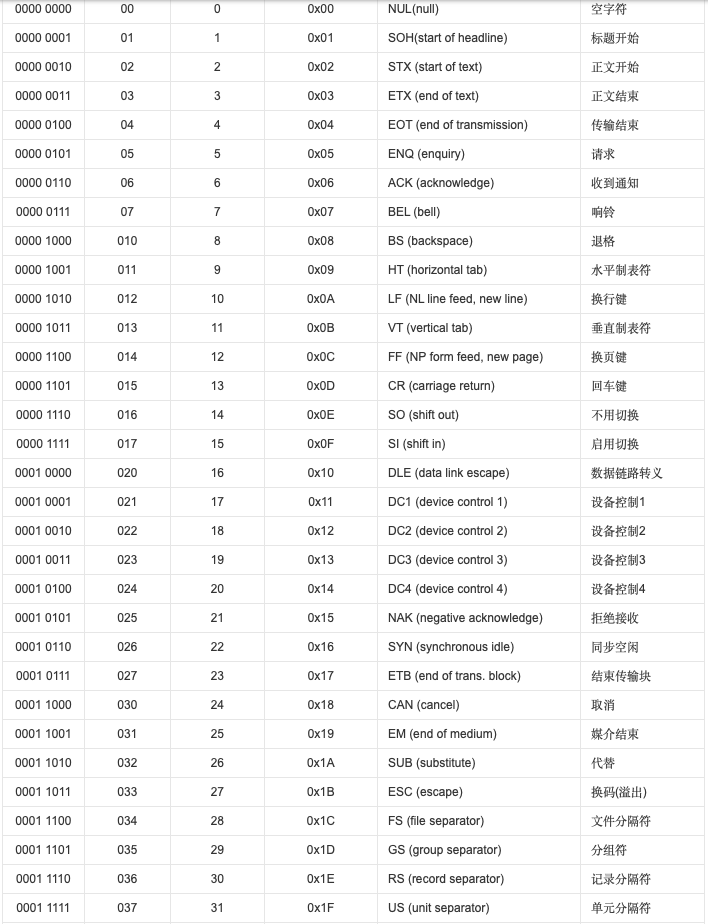 0000 0000 00 0 0x00 NUL(null) 空字符
0000 0001 01 1 0x01 SOH(start of headline) 标题开始
0000 0010 02 2 0x02 STX (start of text) 正文开始
0000 0011 03 3 0x03 ETX (end of text) 正文结束
0000 0100 04 4 0x04 EOT (end of transmission) 传输结束
0000 0101 05 5 0x05 ENQ (enquiry) 请求
0000 0110 06 6 0x06 ACK (acknowledge) 收到通知
0000 0111 07 7 0x07 BEL (bell) 响铃
0000 1000 010 8 0x08 BS (backspace) 退格
0000 1001 011 9 0x09 HT (horizontal tab) 水平制表符
0000 1010 012 10 0x0A LF (NL line feed, new line) 换行键
0000 1011 013 11 0x0B VT (vertical tab) 垂直制表符
0000 1100 014 12 0x0C FF (NP form feed, new page) 换页键
0000 1101 015 13 0x0D CR (carriage return) 回车键
0000 1110 016 14 0x0E SO (shift out) 不用切换
0000 1111 017 15 0x0F SI (shift in) 启用切换
0001 0000 020 16 0x10 DLE (data link escape) 数据链路转义
0001 0001 021 17 0x11 DC1 (device control 1) 设备控制1
0001 0010 022 18 0x12 DC2 (device control 2) 设备控制2
0001 0011 023 19 0x13 DC3 (device control 3) 设备控制3
0001 0100 024 20 0x14 DC4 (device control 4) 设备控制4
0001 0101 025 21 0x15 NAK (negative acknowledge) 拒绝接收
0001 0110 026 22 0x16 SYN (synchronous idle) 同步空闲
0001 0111 027 23 0x17 ETB (end of trans. block) 结束传输块
0001 1000 030 24 0x18 CAN (cancel) 取消
0001 1001 031 25 0x19 EM (end of medium) 媒介结束
0001 1010 032 26 0x1A SUB (substitute) 代替
0001 1011 033 27 0x1B ESC (escape) 换码(溢出)
0001 1100 034 28 0x1C FS (file separator) 文件分隔符
0001 1101 035 29 0x1D GS (group separator) 分组符
0001 1110 036 30 0x1E RS (record separator) 记录分隔符
0001 1111 037 31 0x1F US (unit separator) 单元分隔符